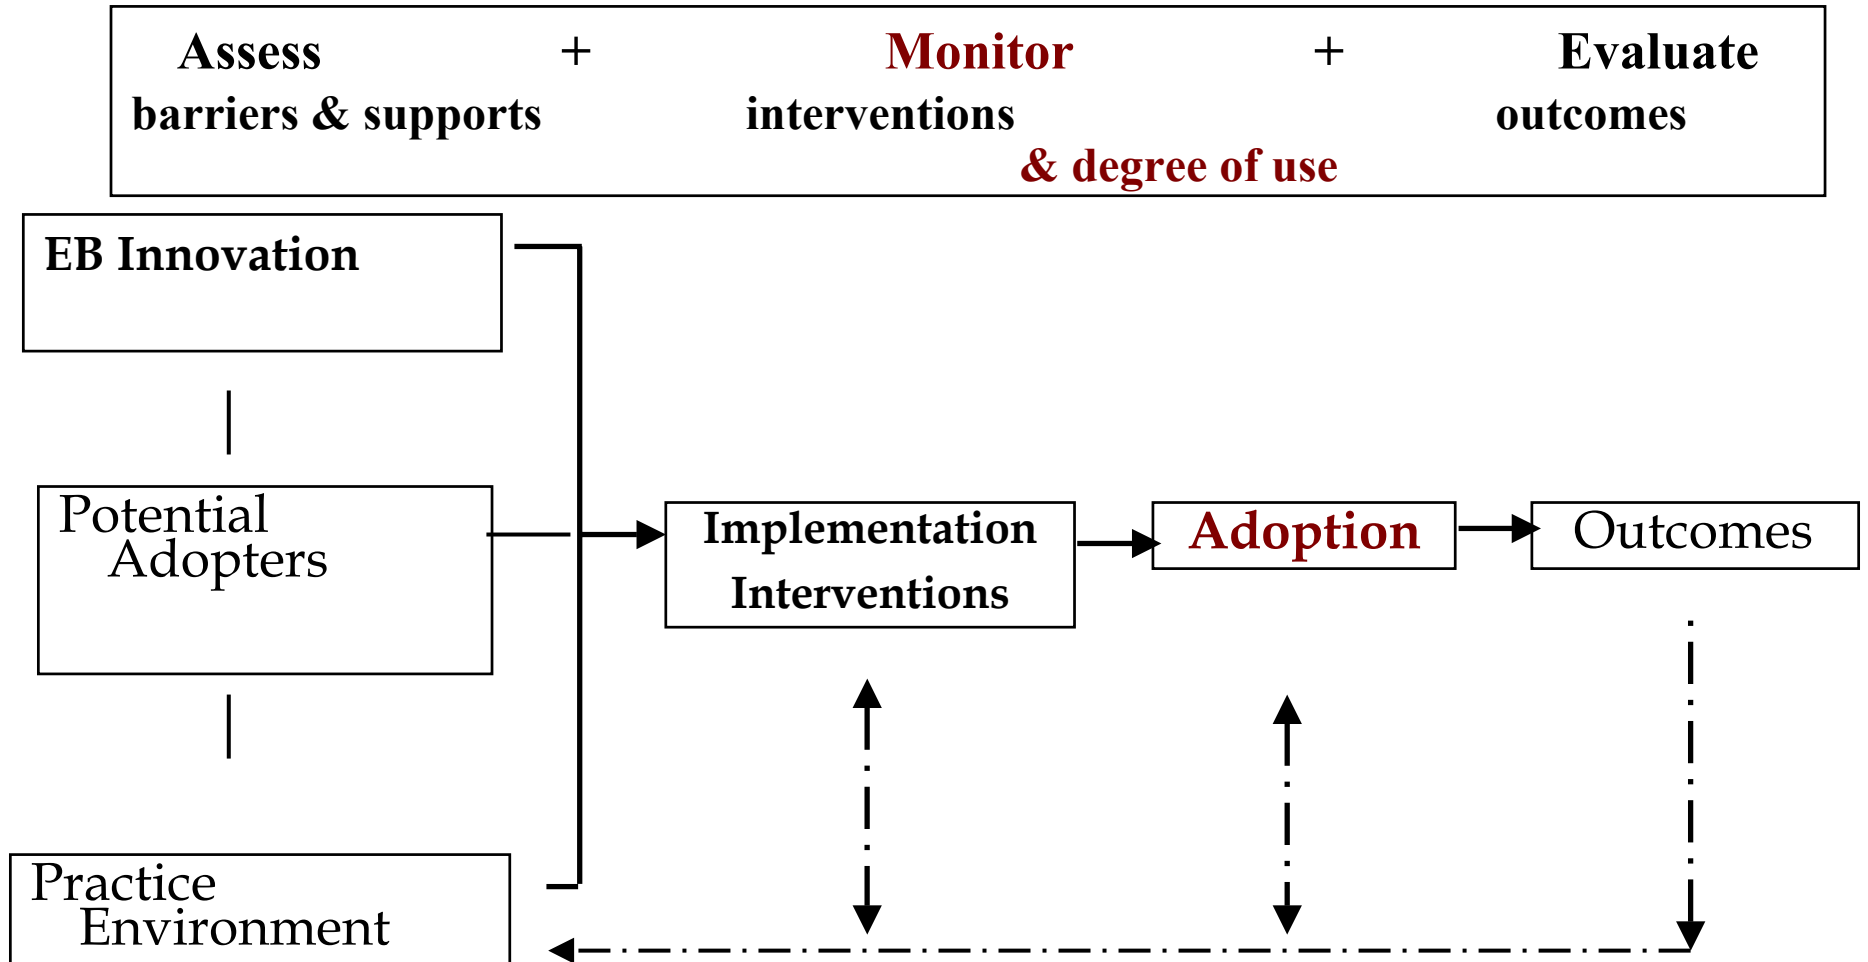 Assess + Monitor + Evaluate
barriers & supports interventions outcomes
& degree of use
EB Innovation
Potential
Adopters
Implementation
Interventions
Adoption
Outcomes
Practice
Environment